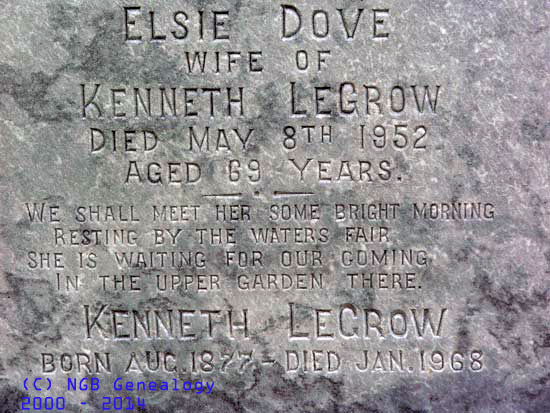 ELSIE DOVE
WIFE OF
KENNETH LEGROW
DIED MAY 8TH 1952
AGED 69 YEARS.
WE SHALL MEET HER SOME BRIGHT MORNING
RESTING BY THE WATERS FAIR
SHE IS WAITING FOR OUR COMING
IN THE UPPER GARDEN THERE.
KENNETH LEGROW
BORN AUG. 1877 - DIED JAN. 1968
(C) NGB Genealogy
2000 - 2014